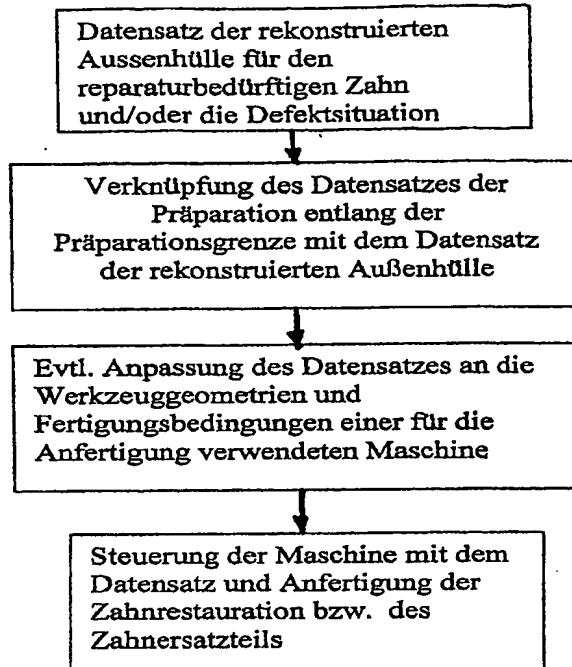 Datensatz der rekonstruierten
Aussenhülle für den
reparaturbedürftigen Zahn
und/oder die Defektsituation
Verknüpfung des Datensatzes der
Präparation entlang der
Präparationsgrenze mit dem Datensatz
der rekonstruierten Außenhülle
Evtl. Anpassung des Datensatzes an die
Werkzeuggeometrien und
Fertigungsbedingungen einer für die
Anfertigung verwendeten Maschine
Steuerung der Maschine mit dem
Datensatz und Anfertigung der
Zahnrestauration bzw. des
Zahnersatzteils